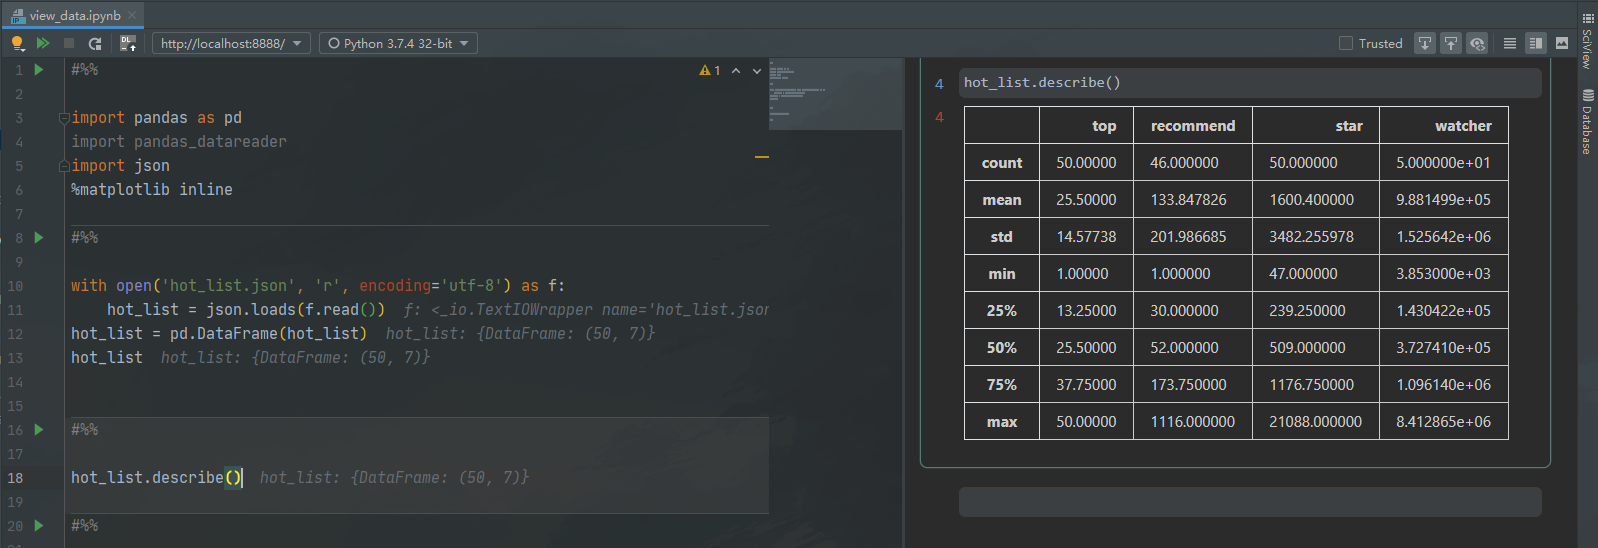 view_data.ipynb
http://localhost:8888/ Python 3.7.4 32-bit Trusted
1 #%%
1
2
3 import pandas as pd
4 import pandas_datareader
5 import json
6 %matplotlib inline
7
8 #%%
9
10 with open('hot_list.json', 'r', encoding='utf-8') as f:
11 hot_list = json.loads(f.read()) f: <_io.TextIOWrapper name='hot_list.json
12 hot_list = pd.DataFrame(hot_list) hot_list: {DataFrame: (50, 7)}
13 hot_list hot_list: {DataFrame: (50, 7)}
14
15
16 #%%
17
18 hot_list.describe() hot_list: {DataFrame: (50, 7)}
19
20 #%%
4 hot_list.describe()
4
top recommend star watcher
count 50.00000 46.000000 50.000000 5.000000e+01
mean 25.50000 133.847826 1600.400000 9.881499e+05
std 14.57738 201.986685 3482.255978 1.525642e+06
min 1.00000 1.000000 47.000000 3.853000e+03
25% 13.25000 30.000000 239.250000 1.430422e+05
50% 25.50000 52.000000 509.000000 3.727410e+05
75% 37.75000 173.750000 1176.750000 1.096140e+06
max 50.00000 1116.000000 21088.000000 8.412865e+06
SciView
Database